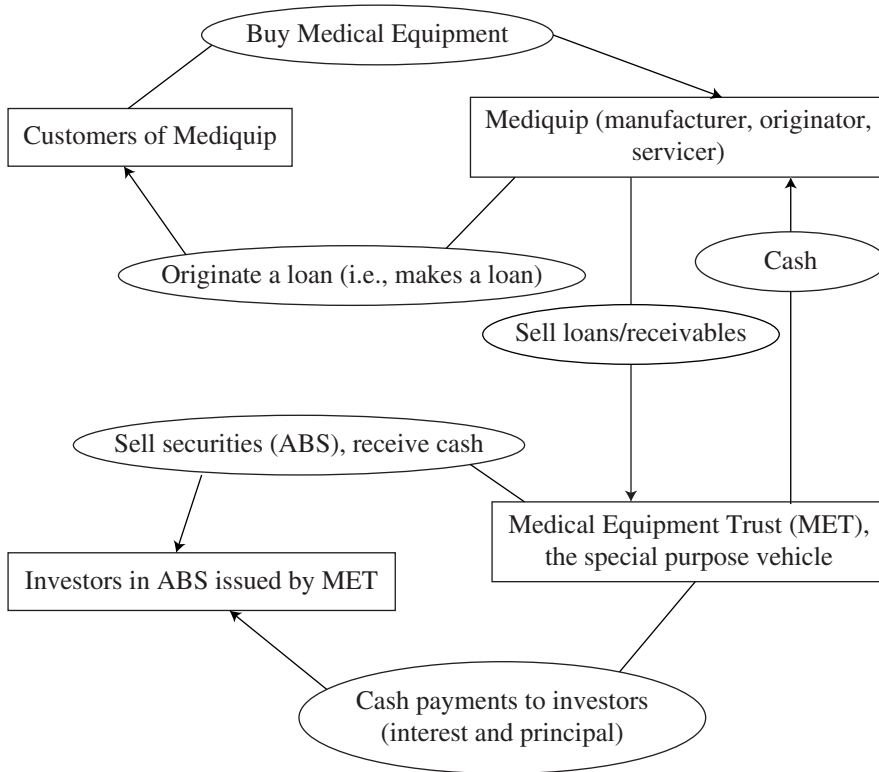 Buy Medical Equipment
Customers of Mediquip
Mediquip (manufacturer, originator,
servicer)
Originate a loan (i.e., makes a loan)
Cash
Sell loans/receivables
Sell securities (ABS), receive cash
Medical Equipment Trust (MET),
the special purpose vehicle
Investors in ABS issued by MET
Cash payments to investors
(interest and principal)